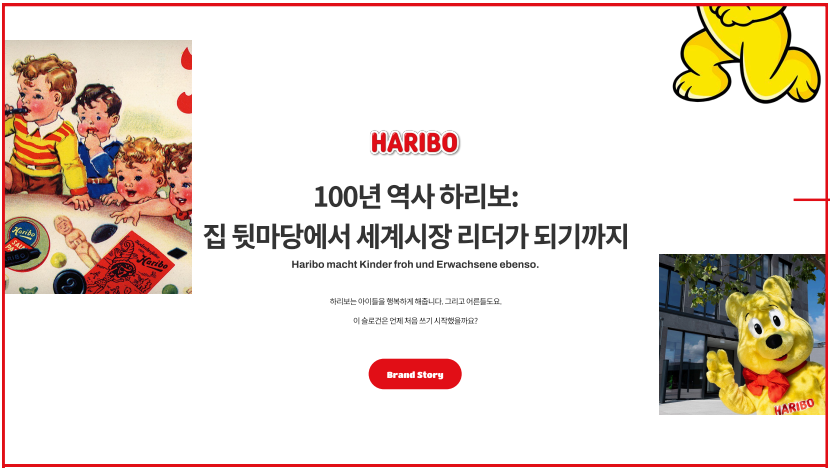 HARIBO
100년 역사 하리보:
집 뒷마당에서 세계시장 리더가 되기까지
Haribo macht Kinder froh und Erwachsene ebenso.
하리보는 아이들을 행복하게 해줍니다, 그리고 어른들도요.
이 슬로건은 언제 처음 쓰기 시작했을까요?
Brand Story
Haribo
Haribo
HARIBO